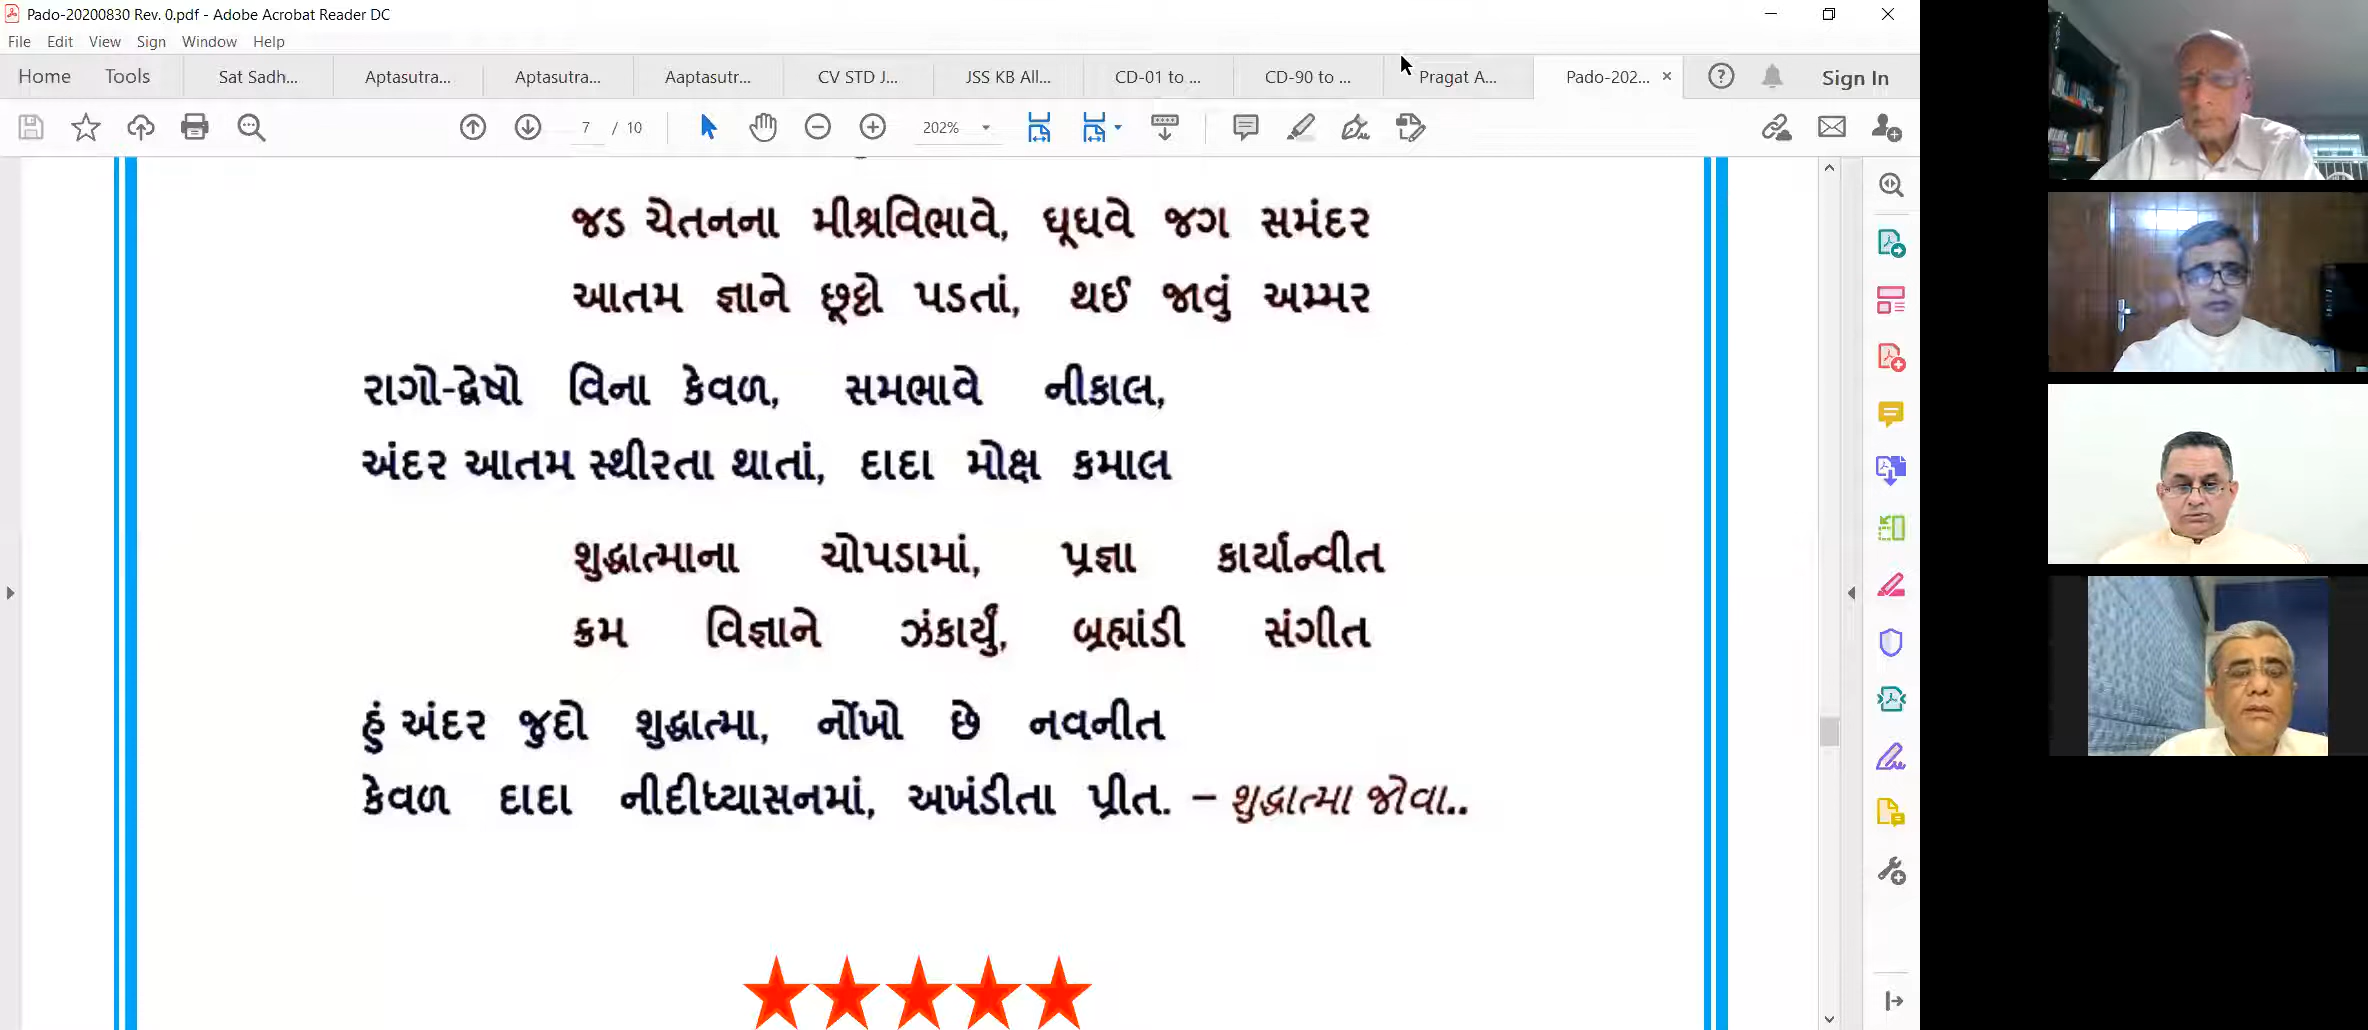 Pado-20200830 Rev. 0.pdf - Adobe Acrobat Reader DC
File Edit View Sign Window Help
Home Tools Sat Sadh... Aptasutra... Aptasutra... Aaptasutr... CV STD J... JSS KB All... CD-01 to ... CD-90 to ... Pragat A... Pado-202... Sign In
7 / 10 202%
જડ ચેતનના મીશ્રવિભાવે, ઘૂઘવે જગ સમંદર
આતમ જ્ઞાને છૂટ્ટો પડતાં, થઈ જાવું અમ્મર
રાગો-દ્વેષો વિના કેવળ, સમભાવે નીકાલ,
અંદર આતમ સ્થીરતા થાતાં, દાદા મોક્ષ કમાલ
શુદ્ધાત્માના ચોપડામાં, પ્રજ્ઞા કાર્યાન્વીત
ક્રમ વિજ્ઞાને ઝંકાર્યું, બ્રહ્માંડી સંગીત
હું અંદર જુદો શુદ્ધાત્મા, નોંખો છે નવનીત
કેવળ દાદા નીદીધ્યાસનમાં, અખંડીતા પ્રીત. – શુદ્ધાત્મા જોવા..